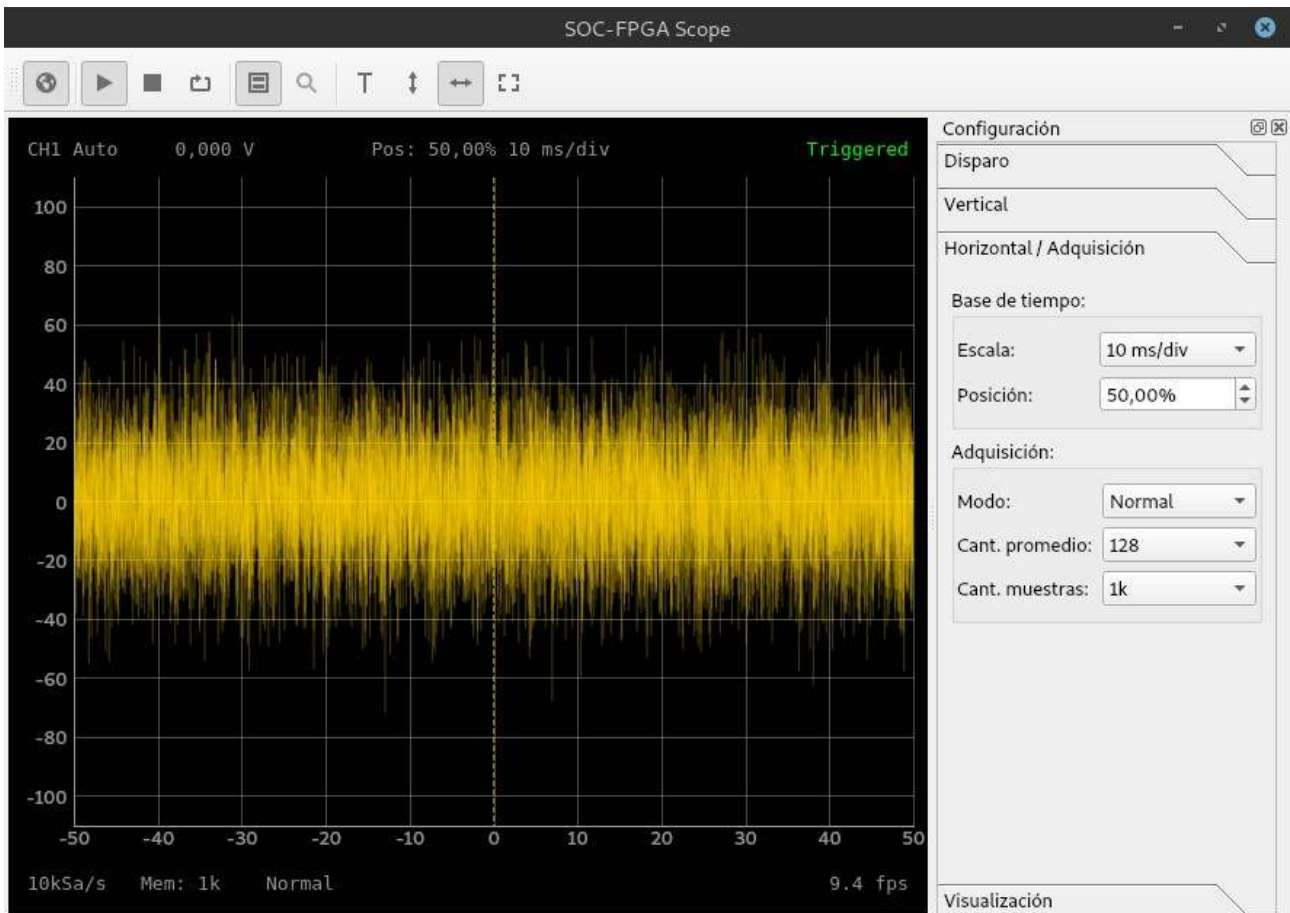 SOC-FPGA Scope
T
CH1 Auto 0,000 V Pos: 50,00% 10 ms/div Triggered
100
80
60
40
20
0
-20
-40
-60
-80
-100
-50 -40 -30 -20 -10 0 10 20 30 40 50
10kSa/s Mem: 1k Normal 9.4 fps
Configuración
Disparo
Vertical
Horizontal / Adquisición
Base de tiempo:
Escala: 10 ms/div
Posición: 50,00%
Adquisición:
Modo: Normal
Cant. promedio: 128
Cant. muestras: 1k
Visualización